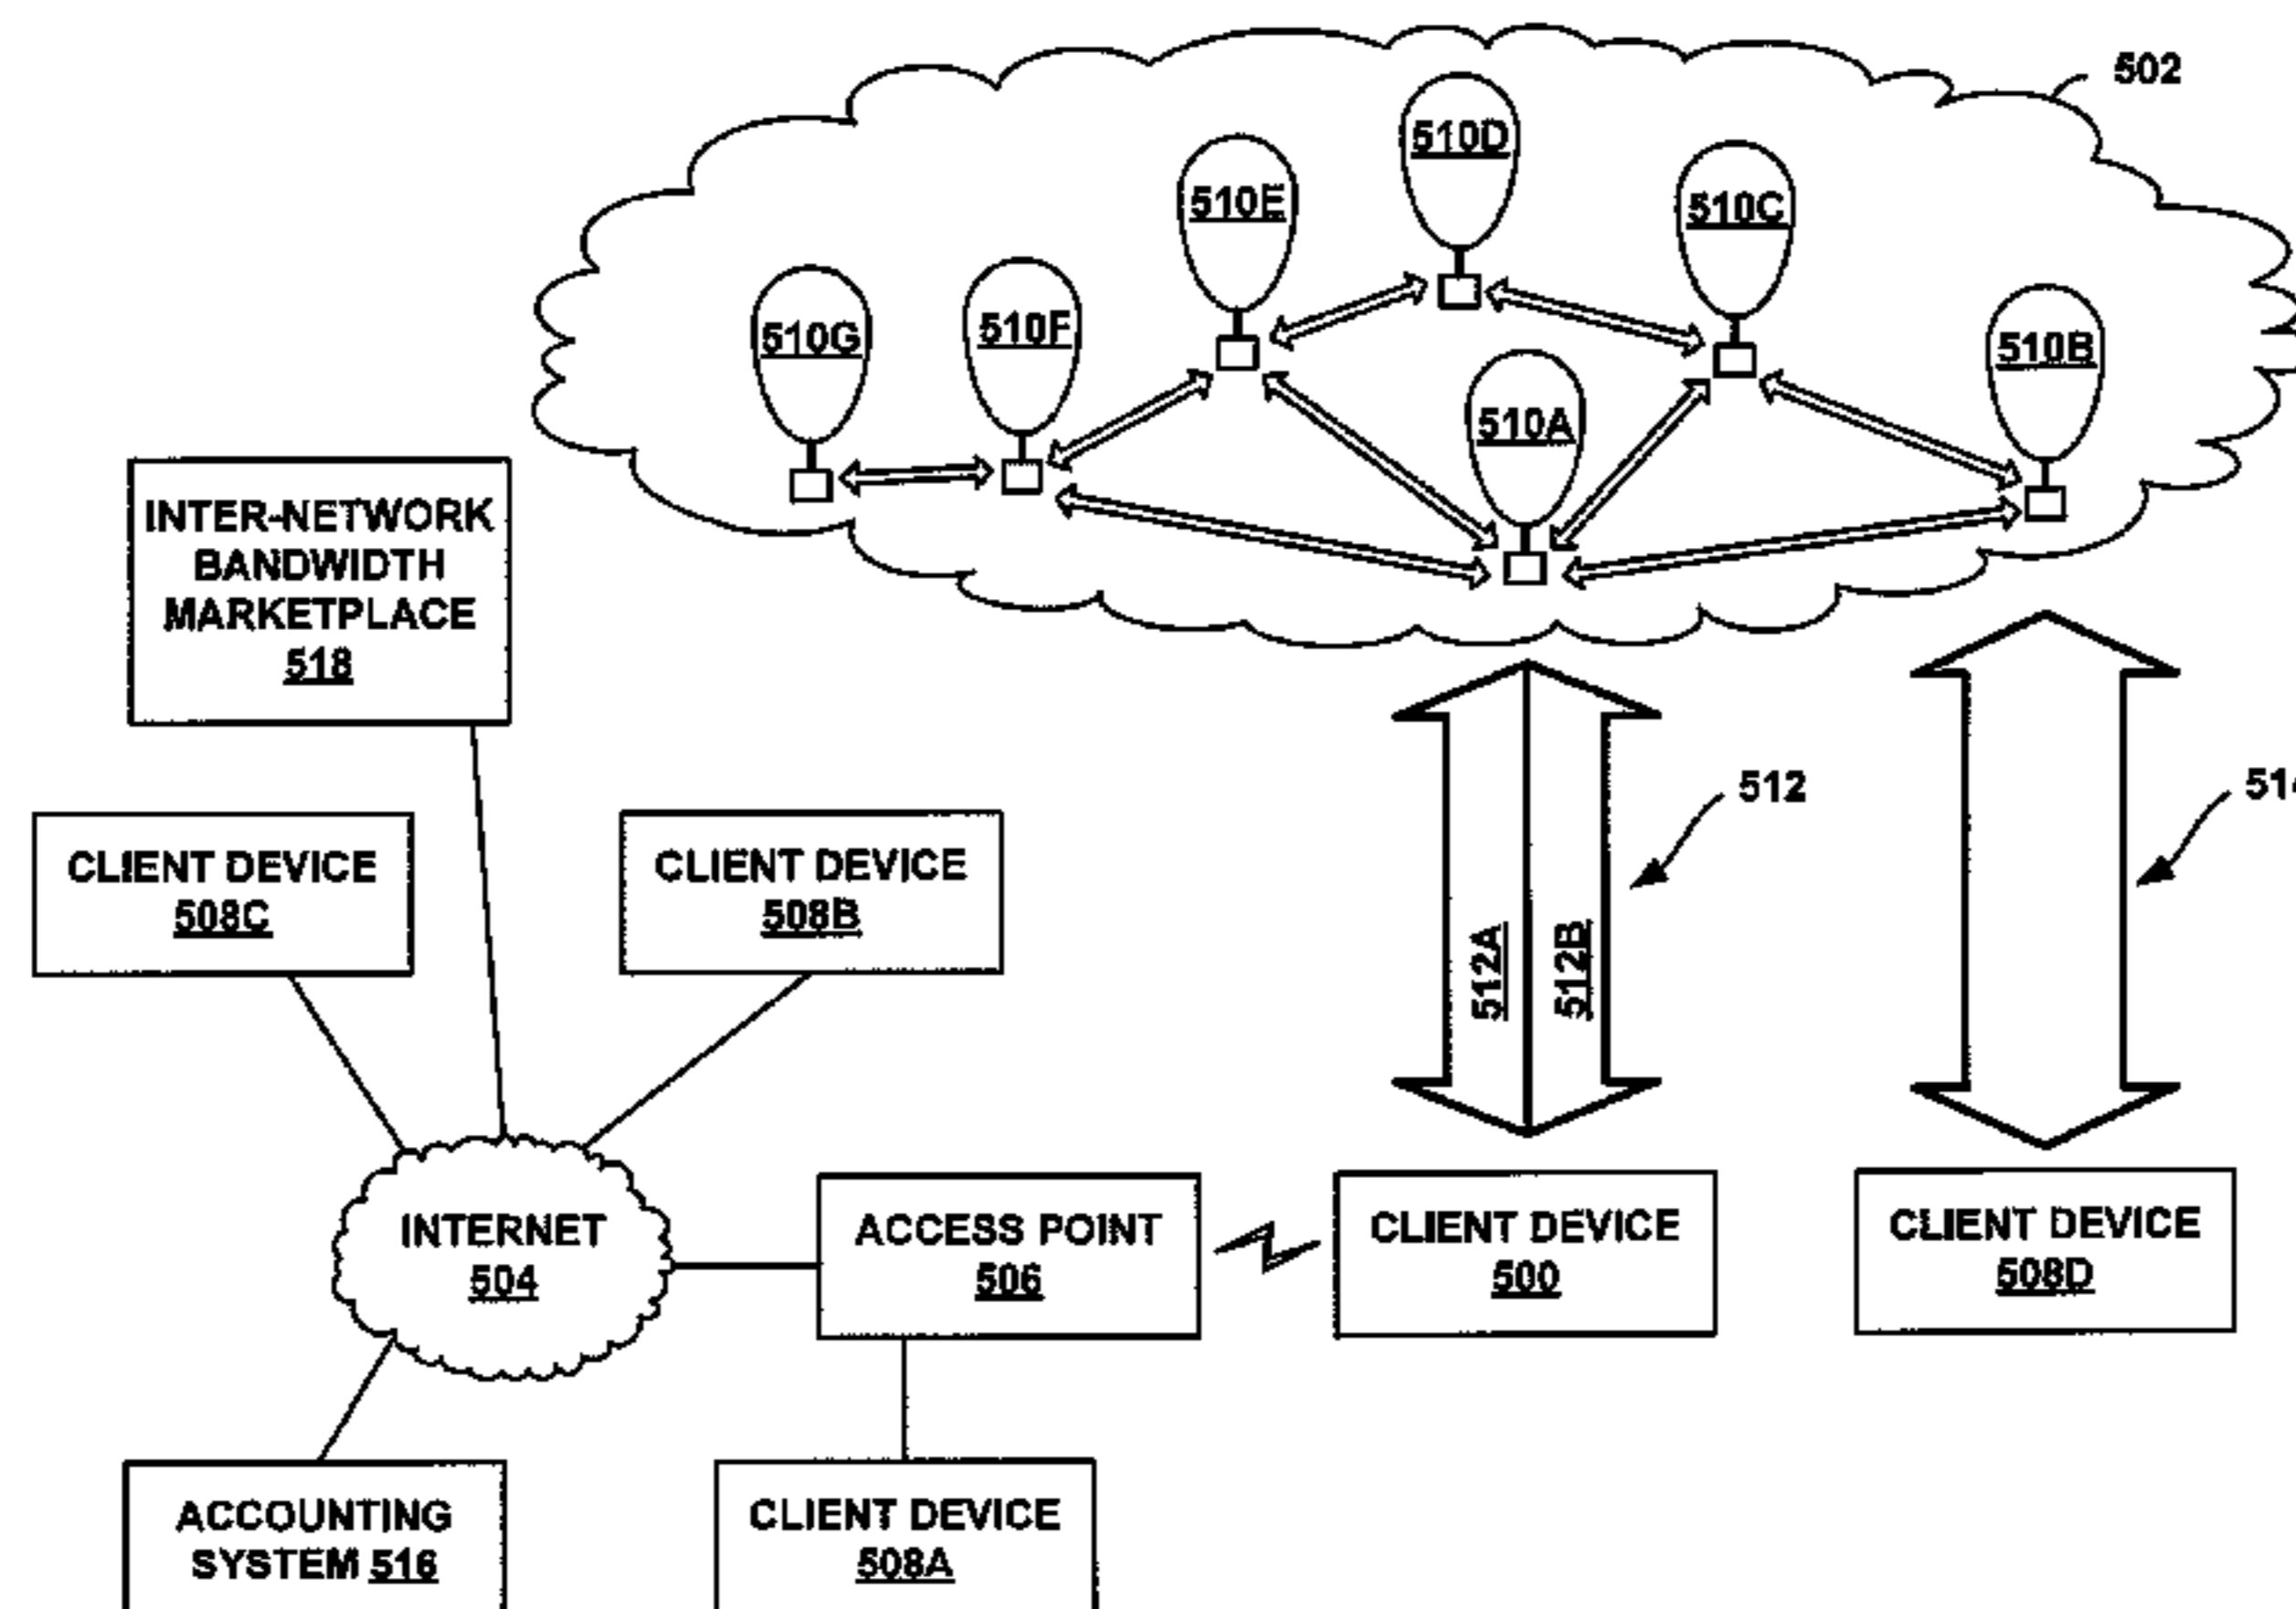 502
510D
510E
510C
510G
510F
510B
510A
INTER-NETWORK
BANDWIDTH
MARKETPLACE
518
512
514
CLIENT DEVICE
508C
CLIENT DEVICE
508B
512A
512B
INTERNET
504
ACCESS POINT
506
CLIENT DEVICE
500
CLIENT DEVICE
508D
ACCOUNTING
SYSTEM 516
CLIENT DEVICE
508A